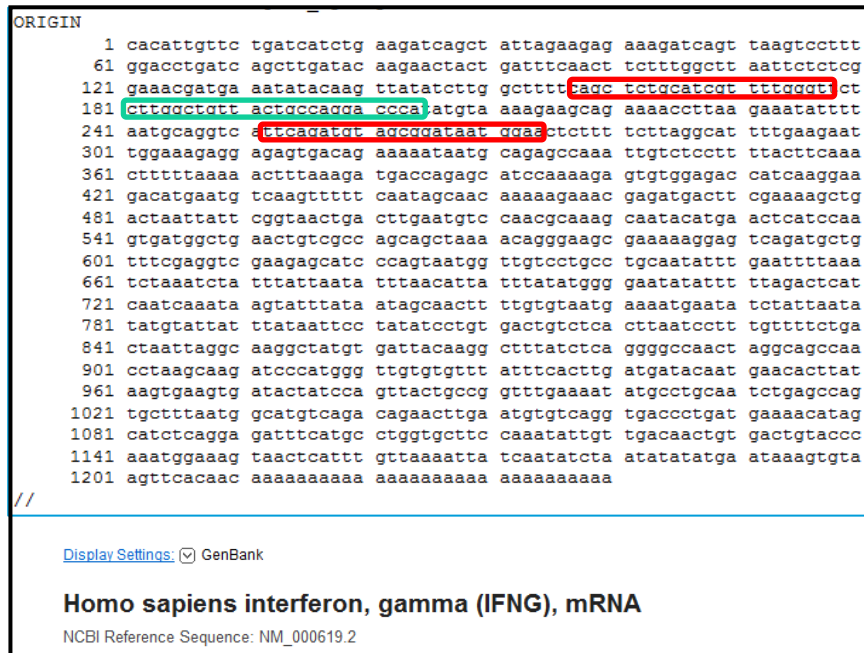 ORIGIN
1 cacattgttc tgatcatctg aagatcagct attagaagag aaagatcagt taagtccttt
61 ggacctgatc agcttgatac aagaactact gatttcaact tctttggctt aattctctcg
121 gaaacgatga aatatacaag ttatatcttg gcttttcagc tctgcatcgt tttgggttct
181 cttggctgtt actgccagga cccatatgta aaagaagcag aaaaccttaa gaaatatttt
241 aatgcaggtc attcagatgt agcggataat ggaactcttt tcttaggcat tttgaagaat
301 tggaaagagg agagtgacag aaaaataatg cagagccaaa ttgtctcctt ttacttcaaa
361 ctttttaaaa actttaaaga tgaccagagc atccaaaaga gtgtggagac catcaaggaa
421 gacatgaatg tcaagttttt caatagcaac aaaaagaaac gagatgactt cgaaaagctg
481 actaattatt cggtaactga cttgaatgtc caacgcaaag caatacatga actcatccaa
541 gtgatggctg aactgtcgcc agcagctaaa acagggaagc gaaaaaggag tcagatgctg
601 tttcgaggtc gaagagcatc ccagtaatgg ttgtcctgcc tgcaatattt gaattttaaa
661 tctaaatcta tttattaata tttaacatta tttatatggg gaatatattt ttagactcat
721 caatcaaata agtatttata atagcaactt ttgtgtaatg aaaatgaata tctattaata
781 tatgtattat ttataattcc tatatcctgt gactgtctca cttaatcctt tgttttctga
841 ctaattaggc aaggctatgt gattacaagg ctttatctca ggggccaact aggcagccaa
901 cctaagcaag atcccatggg ttgtgtgttt atttcacttg atgatacaat gaacacttat
961 aagtgaagtg atactatcca gttactgccg gtttgaaaat atgcctgcaa tctgagccag
1021 tgctttaatg gcatgtcaga cagaacttga atgtgtcagg tgaccctgat gaaaacatag
1081 catctcagga gatttcatgc ctggtgcttc caaatattgt tgacaactgt gactgtaccc
1141 aaatggaaag taactcattt gttaaaatta tcaatatcta atatatatga ataaagtgta
1201 agttcacaac aaaaaaaaaa aaaaaaaaaa aaaaaaaaaa
//
Display Settings: GenBank
Homo sapiens interferon, gamma (IFNG), mRNA
NCBI Reference Sequence: NM_000619.2